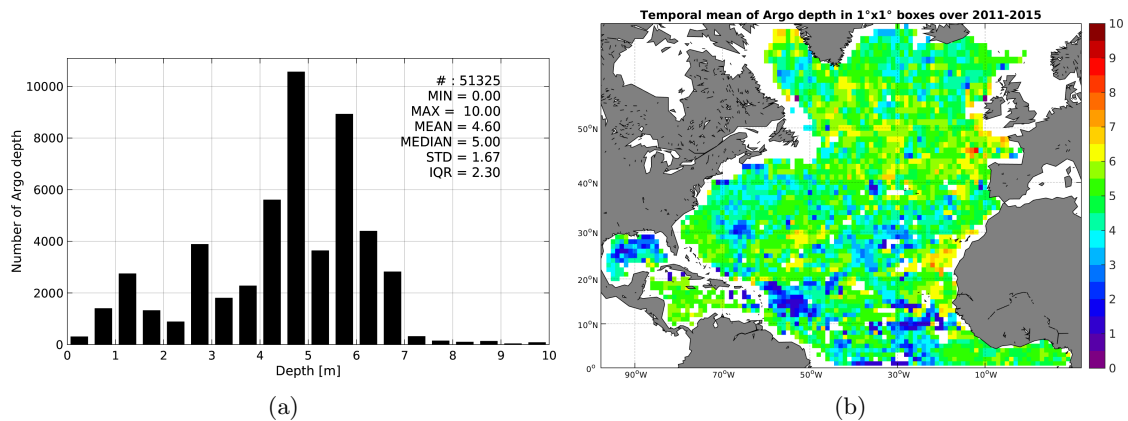 Temporal mean of Argo depth in 1°x1° boxes over 2011-2015
# : 51325
MIN = 0.00
MAX = 10.00
MEAN = 4.60
MEDIAN = 5.00
STD = 1.67
IQR = 2.30
Number of Argo depth
10000
8000
6000
4000
2000
0
0 1 2 3 4 5 6 7 8 9 10
Depth [m]
(a)
50°N
40°N
30°N
20°N
10°N
0°
90°W 70°W 50°W 30°W 10°W
10
9
8
7
6
5
4
3
2
1
0
(b)